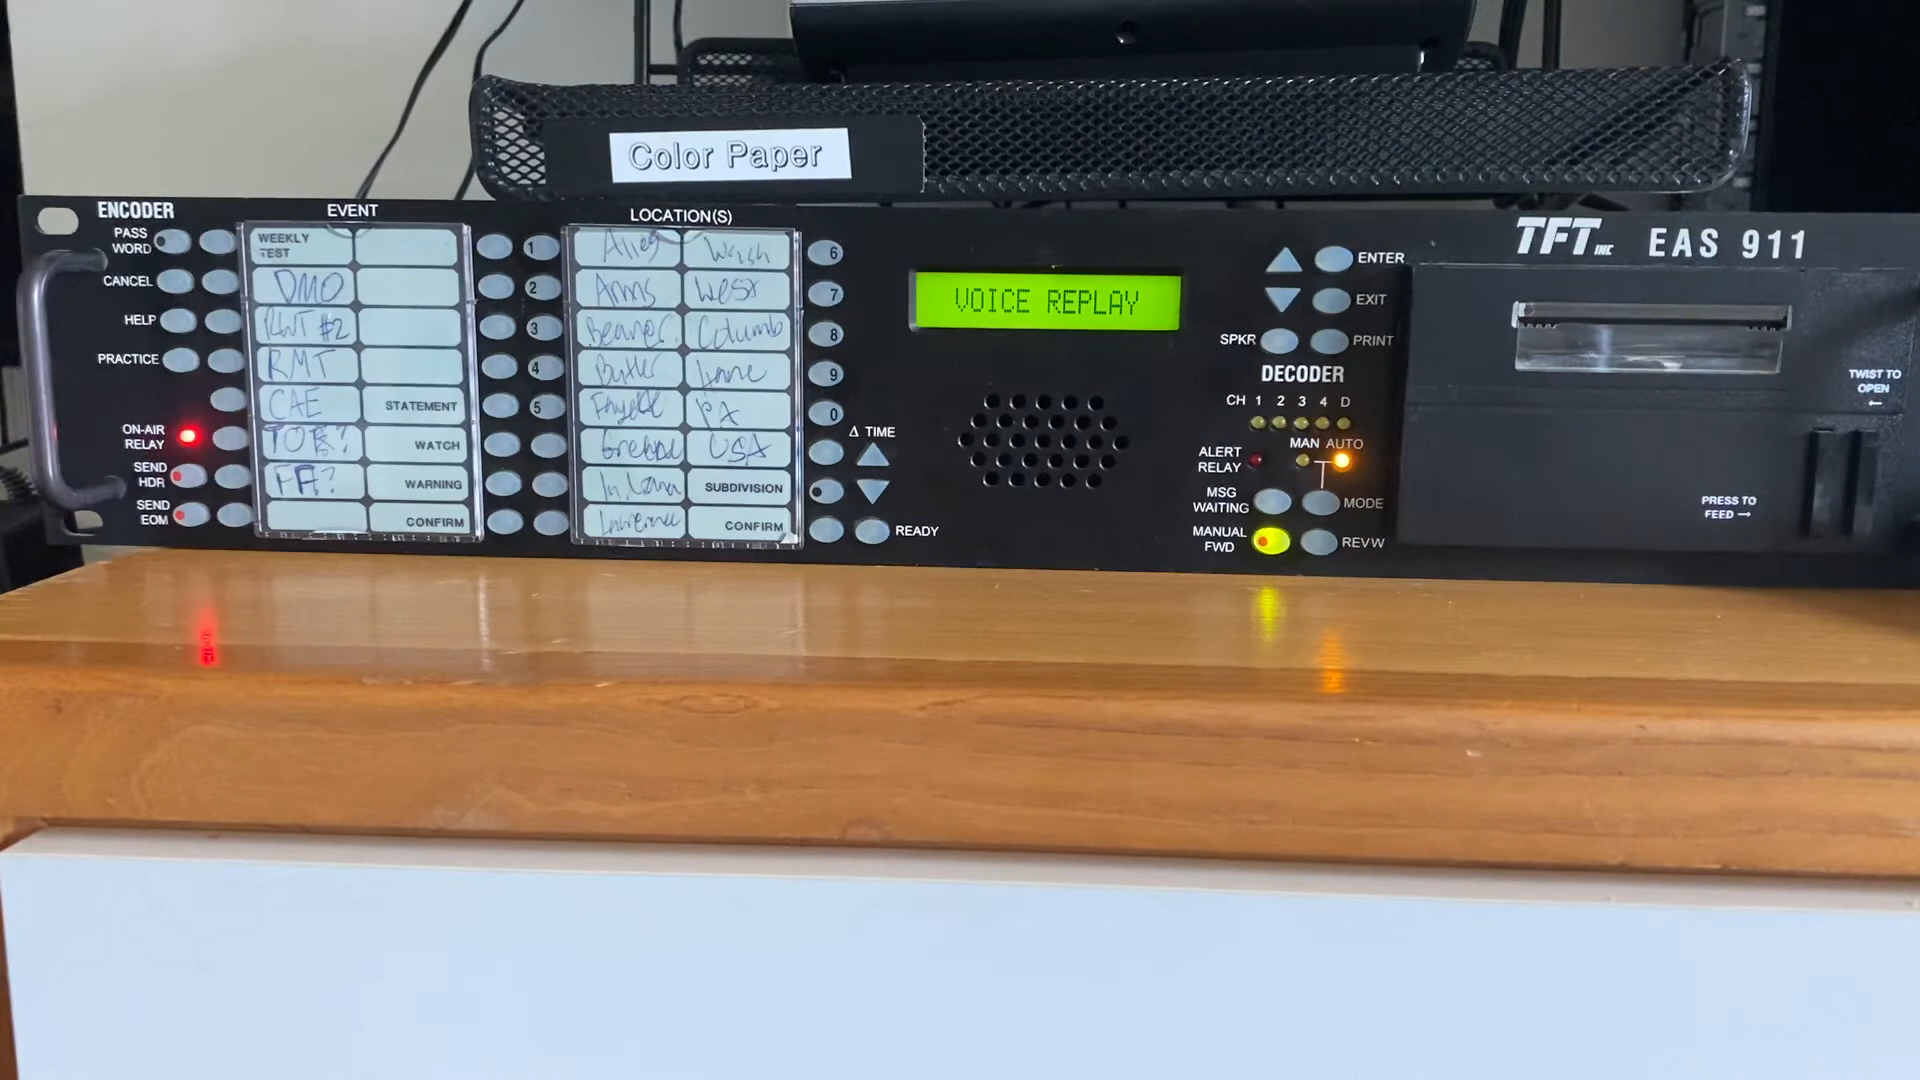 Color Paper
ENCODER
EVENT
LOCATION(S)
TFT INC EAS 911
PASS WORD
CANCEL
HELP
PRACTICE
ON-AIR RELAY
SEND HDR
SEND EOM
WEEKLY TEST
DMO
RWT #2
RMT
CAE
STATEMENT
WATCH
WARNING
CONFIRM
1
2
3
4
5
Alleg
Wash
Arms
West
Beaver
Columb
Butler
Fayette
PA
USA
Indiana
SUBDIVISION
Lawrence
CONFIRM
6
7
8
9
0
Δ TIME
READY
VOICE REPLAY
ENTER
EXIT
SPKR
PRINT
DECODER
CH 1 2 3 4 D
MAN AUTO
ALERT RELAY
MSG WAITING
MODE
MANUAL FWD
REVW
TWIST TO OPEN
←
PRESS TO FEED →